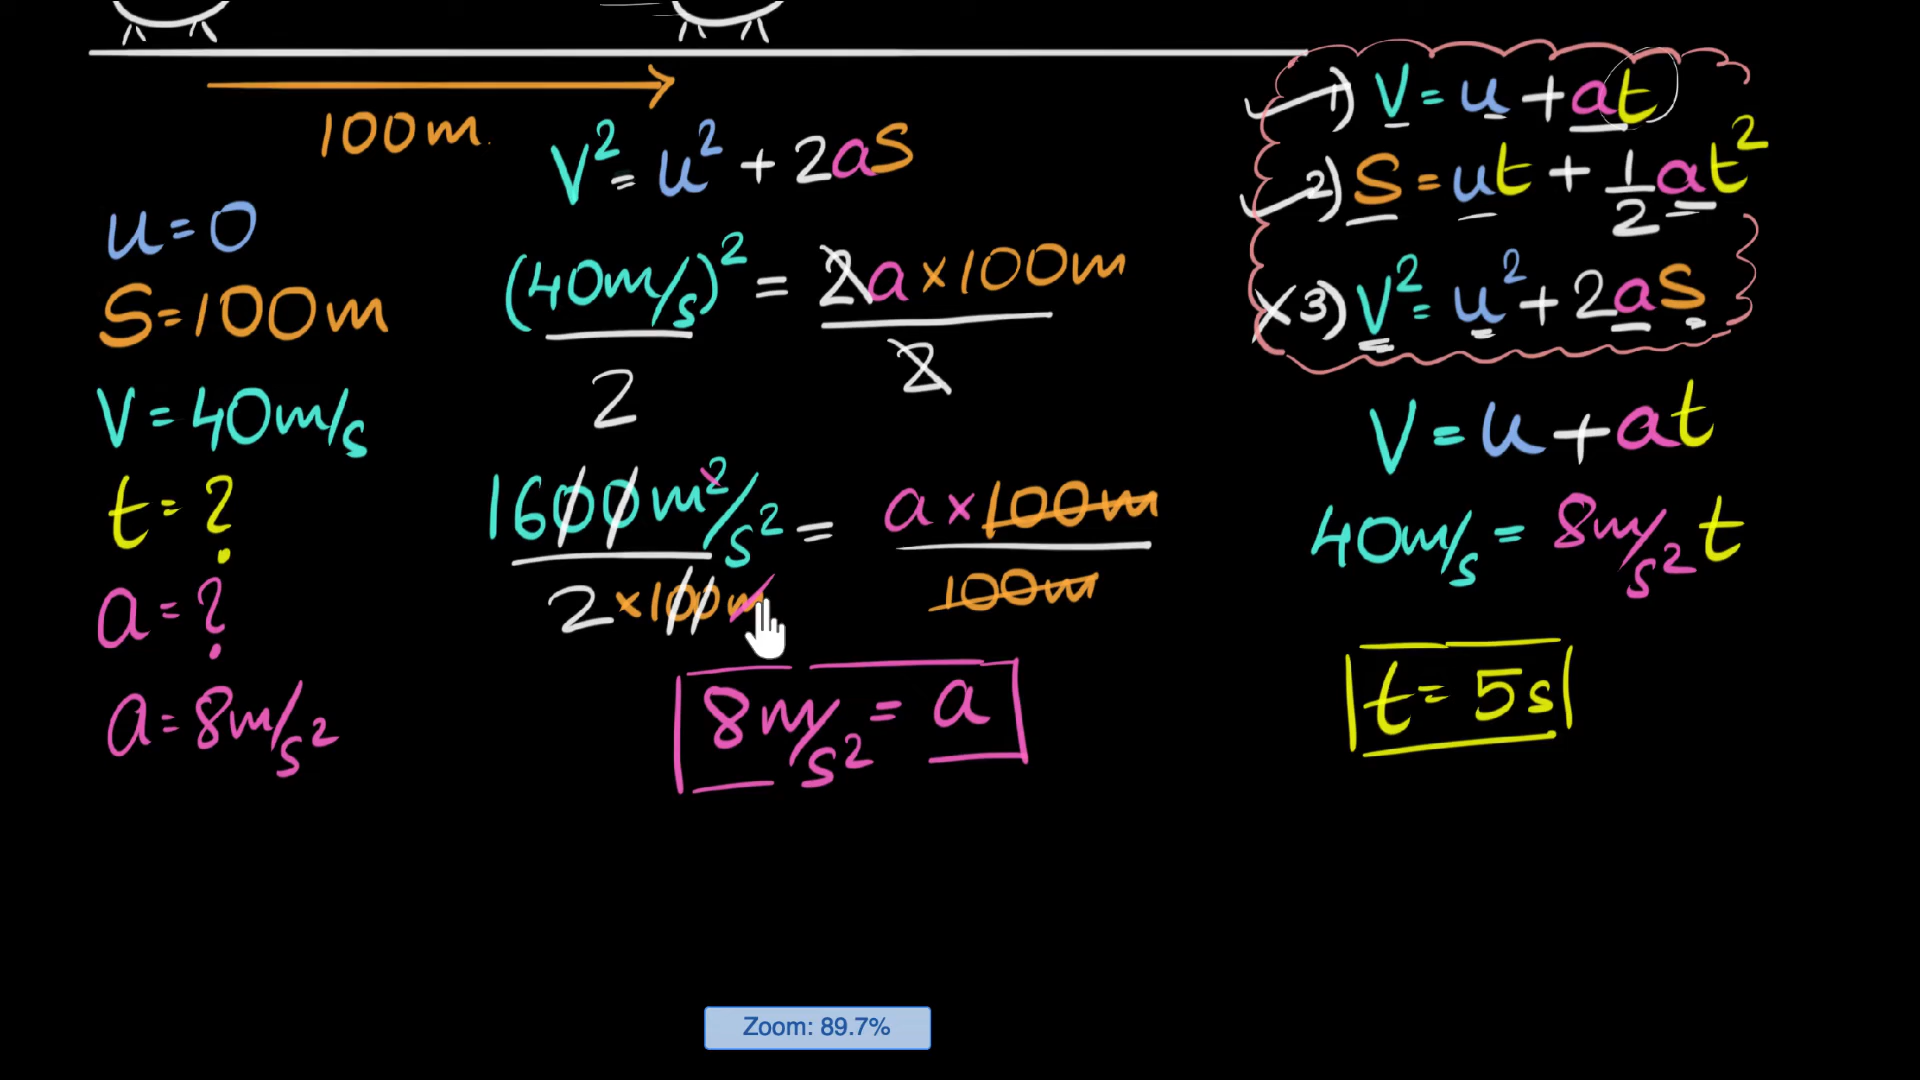 100m.
u=0
S=100m
V=40m/s
t=?
a=?
a=8m/s²
V²=u²+2aS
(40m/s)²/2 = 2a×100m/2
1600m²/s²/2×100m = a×100m/100m
8m/s²=a
1) V=u+at
2) S=ut+1/2at²
3) V²=u²+2aS
V=u+at
40m/s=8m/s²t
t=5s
Zoom: 89.7%